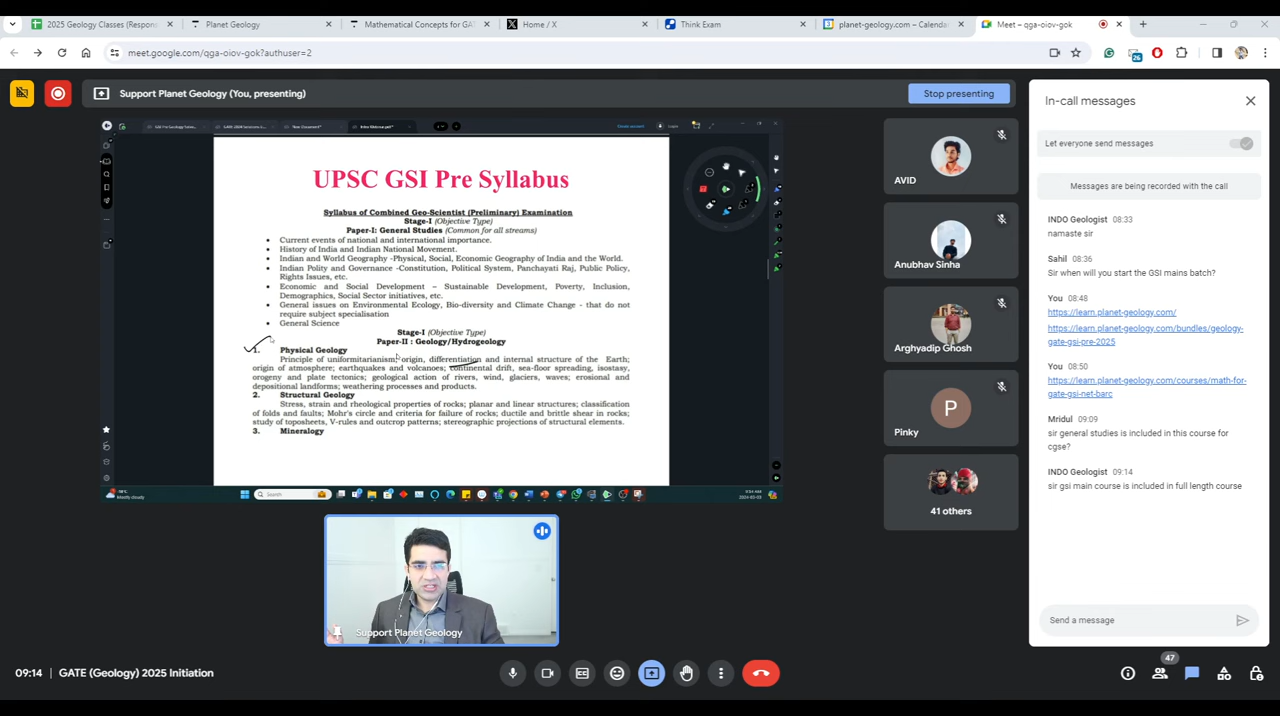 2025 Geology Classes (Respon
Planet Geology
Mathematical Concepts for GAT
Home / X
Think Exam
planet-geology.com – Calenda
Meet – qga-oiov-gok
meet.google.com/qga-oiov-gok?authuser=2
26
Support Planet Geology (You, presenting)
Stop presenting
UPSC GSI Pre Syllabus
Syllabus of Combined Geo-Scientist (Preliminary) Examination
Stage-I (Objective Type)
Paper-I: General Studies (Common for all streams)
• Current events of national and international importance.
• History of India and Indian National Movement.
• Indian and World Geography -Physical, Social, Economic Geography of India and the World.
• Indian Polity and Governance -Constitution, Political System, Panchayati Raj, Public Policy,
Rights Issues, etc.
• Economic and Social Development – Sustainable Development, Poverty, Inclusion,
Demographics, Social Sector initiatives, etc.
• General issues on Environmental Ecology, Bio-diversity and Climate Change - that do not
require subject specialisation
• General Science
Stage-I (Objective Type)
Paper-II : Geology/Hydrogeology
1. Physical Geology
Principle of uniformitarianism; origin, differentiation and internal structure of the Earth;
origin of atmosphere; earthquakes and volcanoes; continental drift, sea-floor spreading, isostasy,
orogeny and plate tectonics; geological action of rivers, wind, glaciers, waves; erosional and
depositional landforms; weathering processes and products.
2. Structural Geology
Stress, strain and rheological properties of rocks; planar and linear structures; classification
of folds and faults; Mohr's circle and criteria for failure of rocks; ductile and brittle shear in rocks;
study of toposheets, V-rules and outcrop patterns; stereographic projections of structural elements.
3. Mineralogy
Search
Support Planet Geology
AVID
Anubhav Sinha
Arghyadip Ghosh
P
Pinky
41 others
In-call messages
Let everyone send messages
Messages are being recorded with the call
INDO Geologist 08:33
namaste sir
Sahil 08:36
Sir when will you start the GSI mains batch?
You 08:48
https://learn.planet-geology.com/
https://learn.planet-geology.com/bundles/geology-
gate-gsi-pre-2025
You 08:50
https://learn.planet-geology.com/courses/math-for-
gate-gsi-net-barc
Mridul 09:09
sir general studies is included in this course for
cgse?
INDO Geologist 09:14
sir gsi main course is included in full length course
Send a message
09:14 GATE (Geology) 2025 Initiation
47